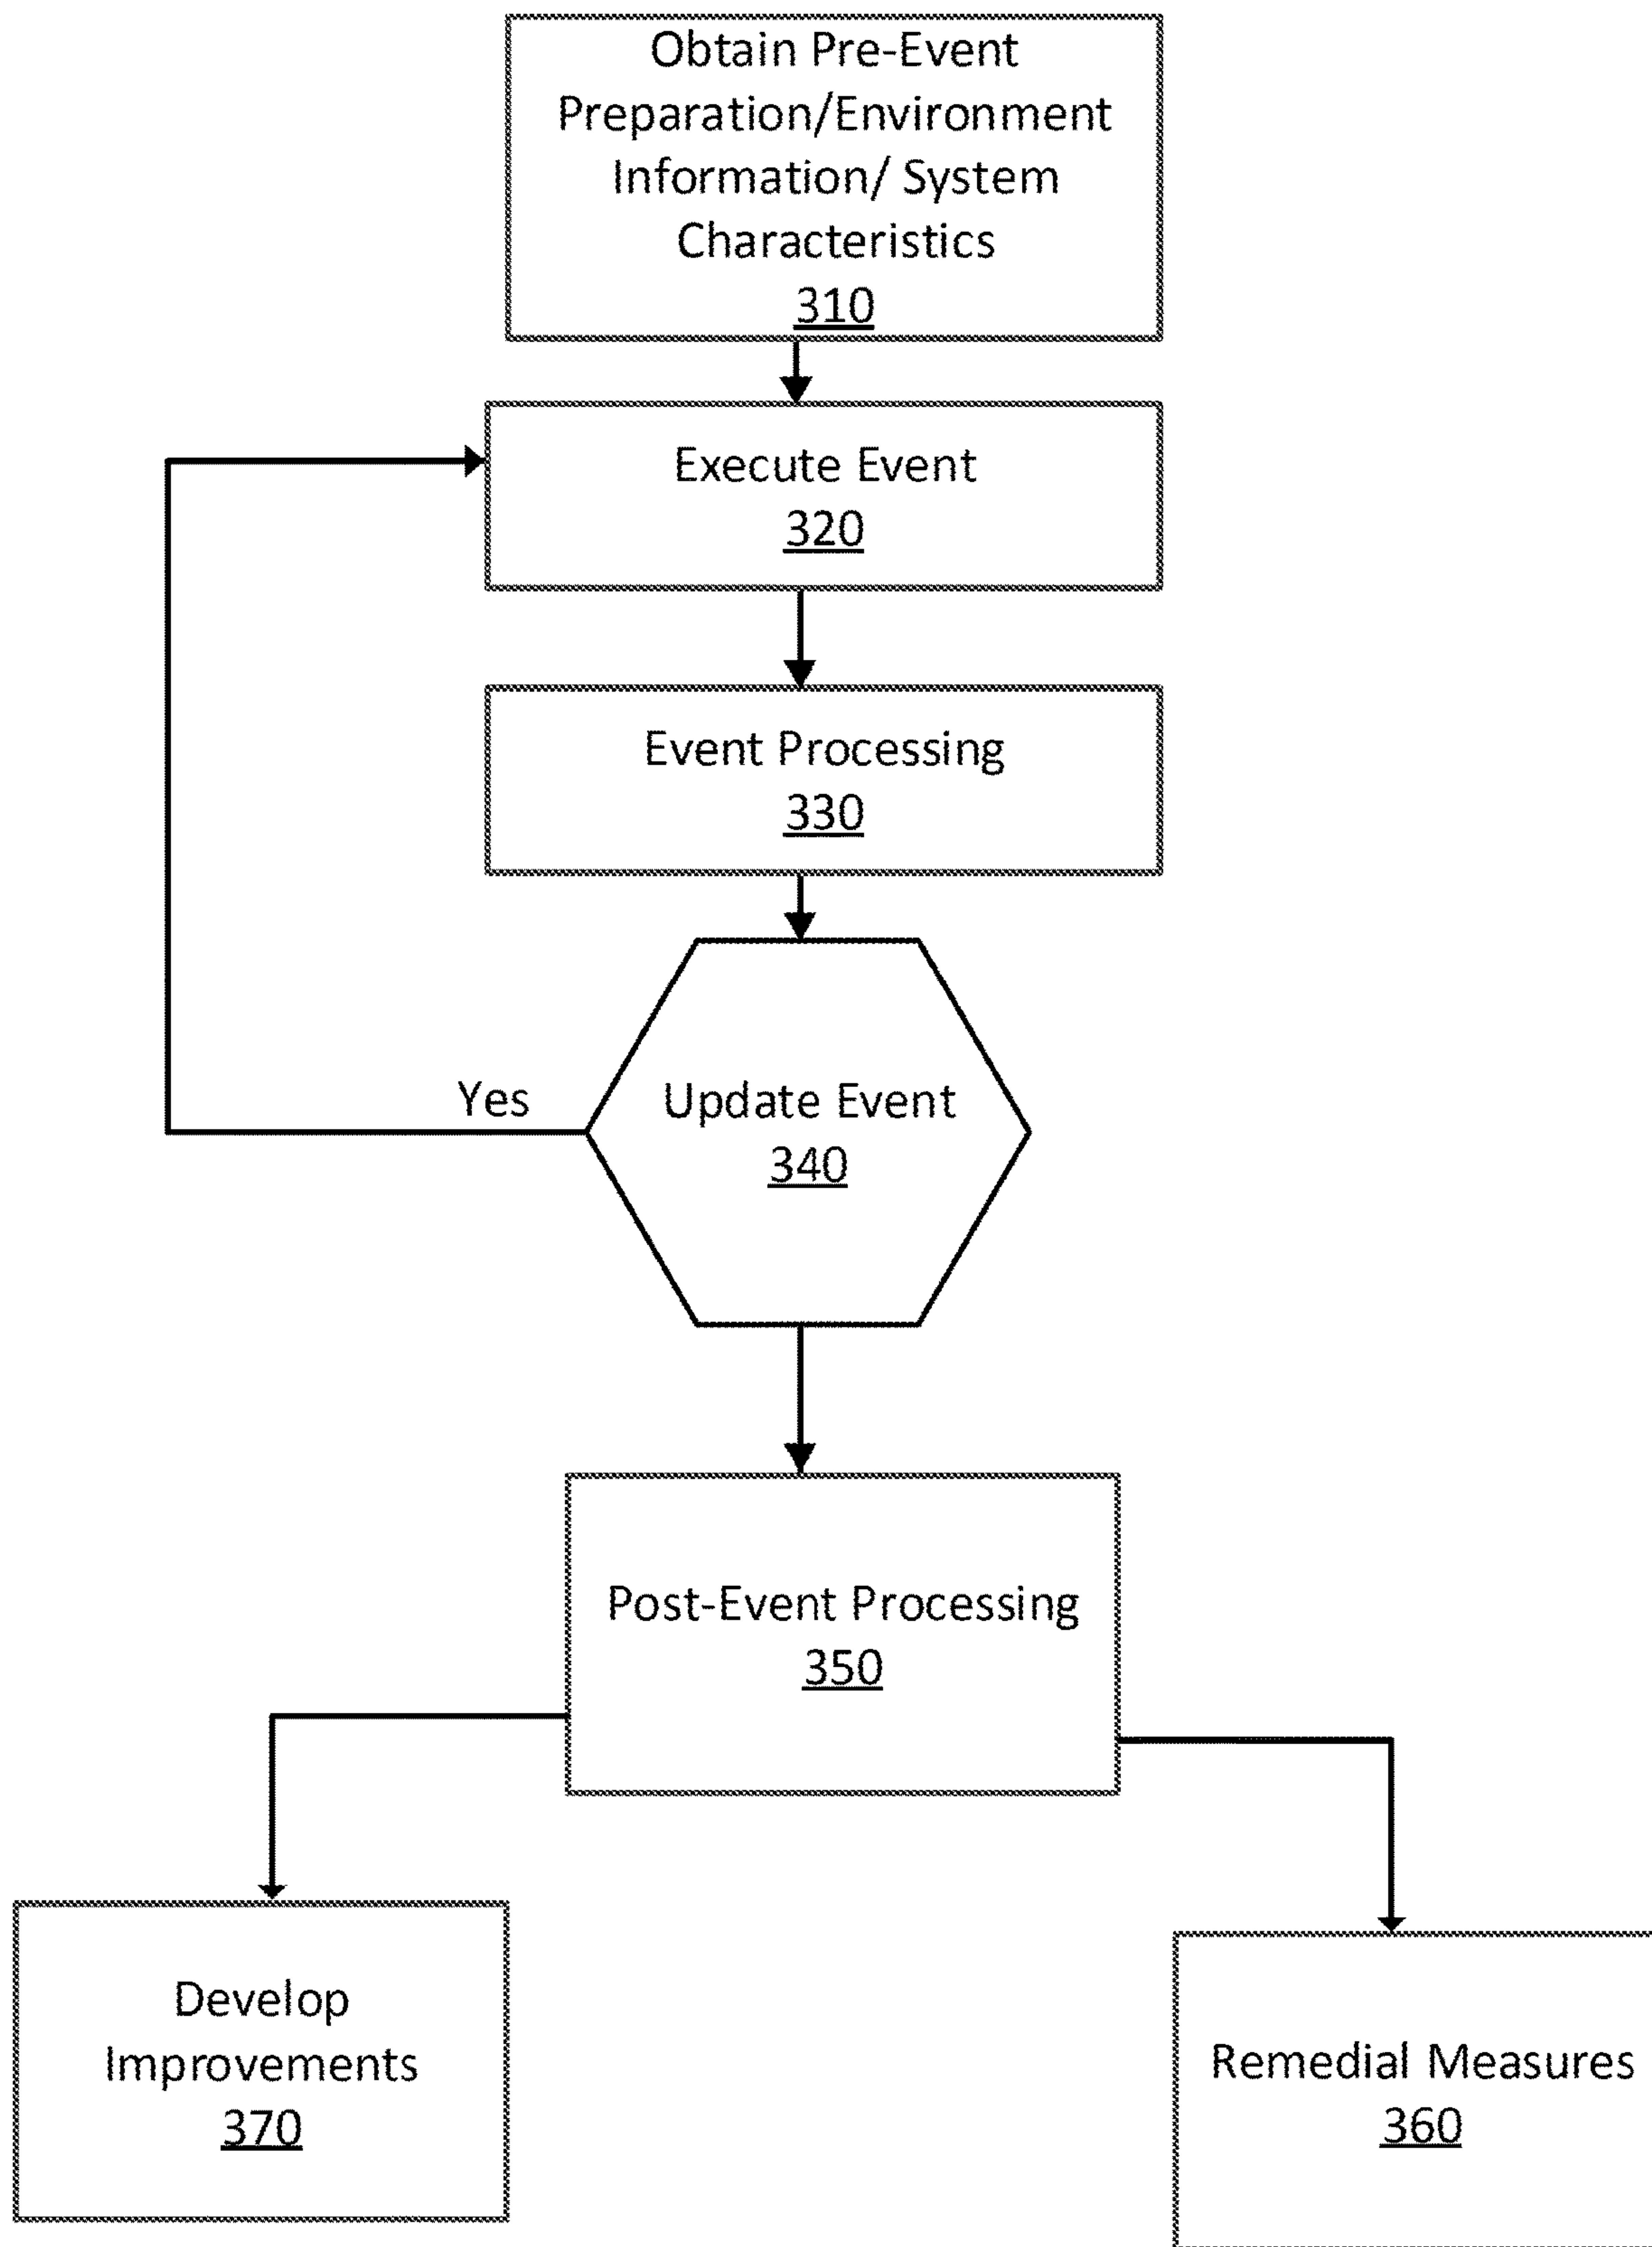 Obtain Pre-Event
Preparation/Environment
Information/ System
Characteristics
310
Execute Event
320
Event Processing
330
Yes
Update Event
340
Post-Event Processing
350
Develop
Improvements
370
Remedial Measures
360